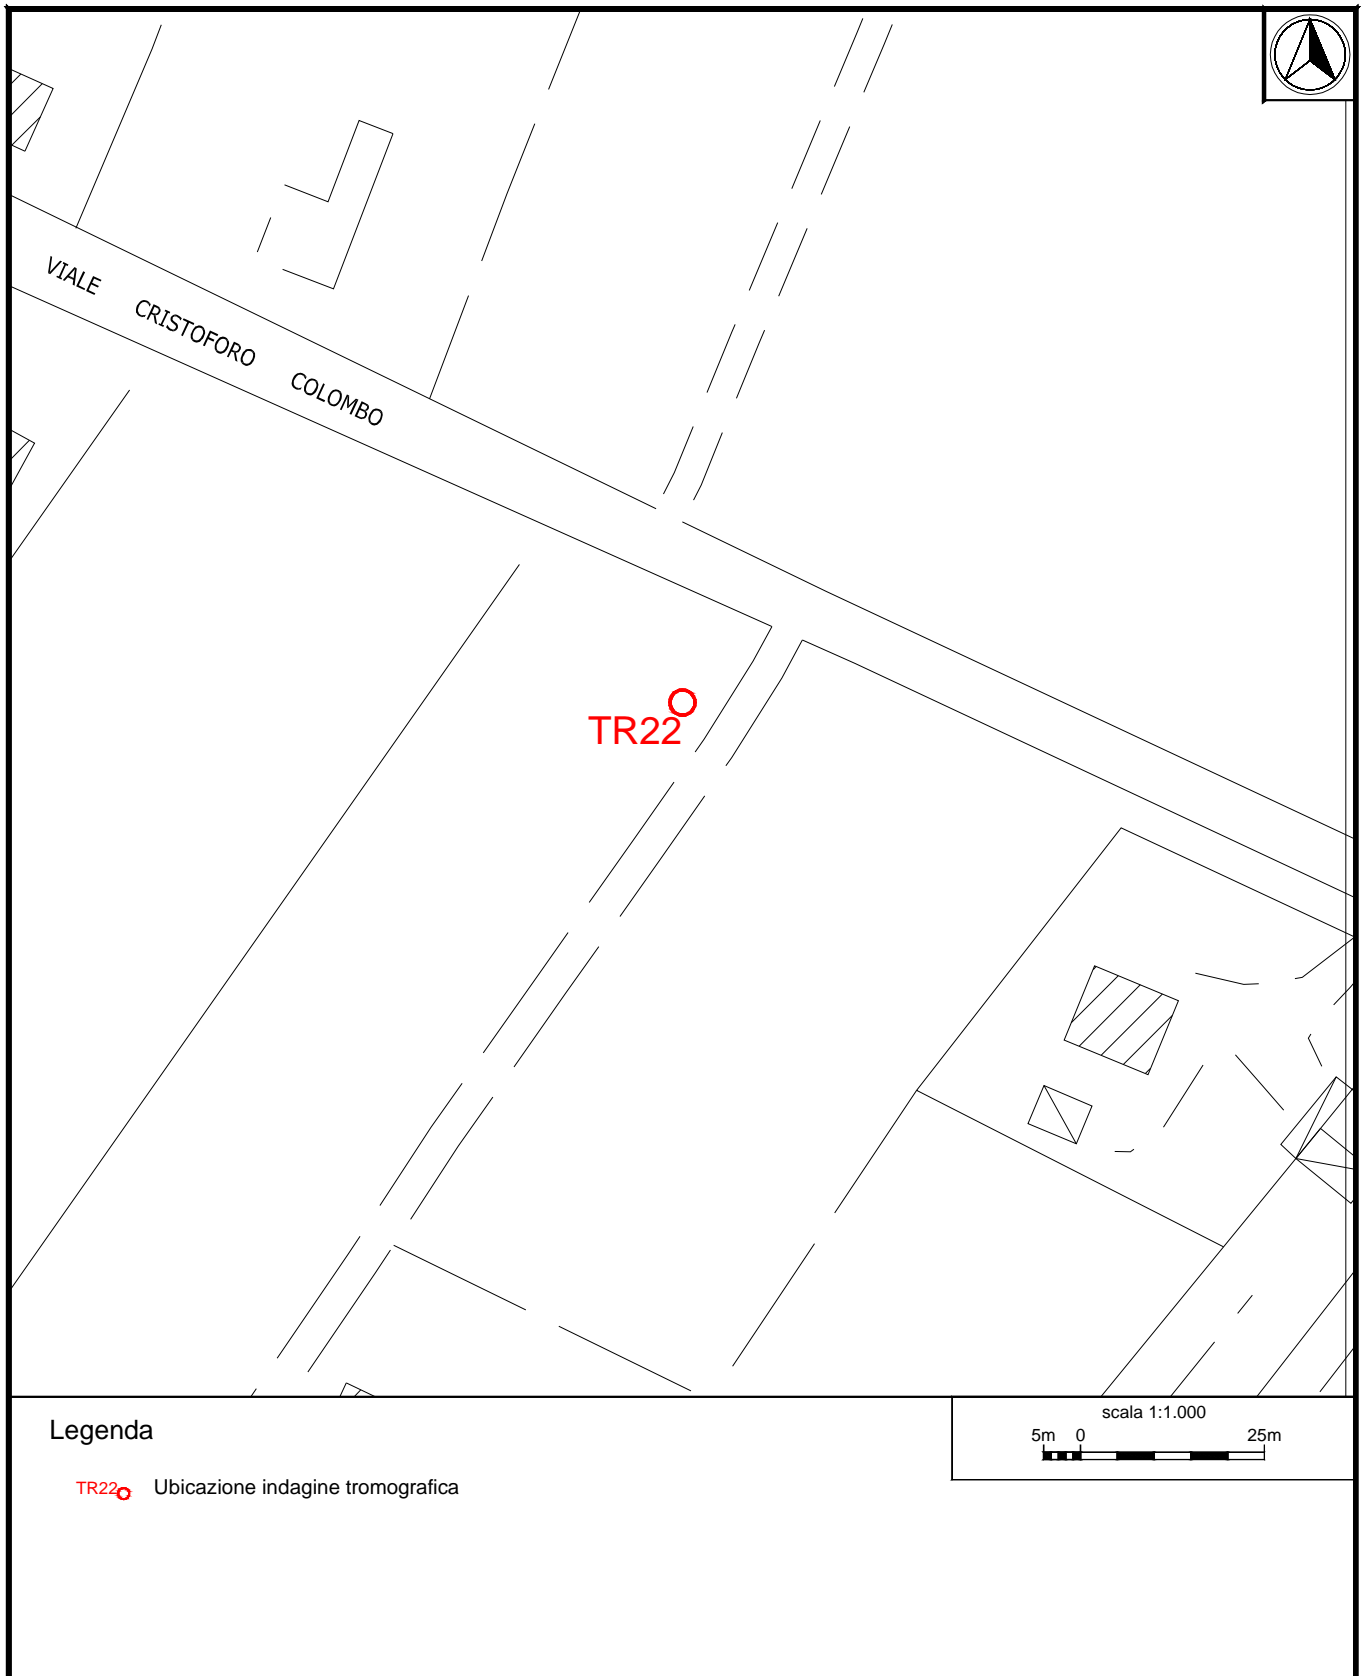 VIALE CRISTOFORO COLOMBO
TR22
Legenda
TR22 Ubicazione indagine tromografica
scala 1:1.000
5m 0 25m